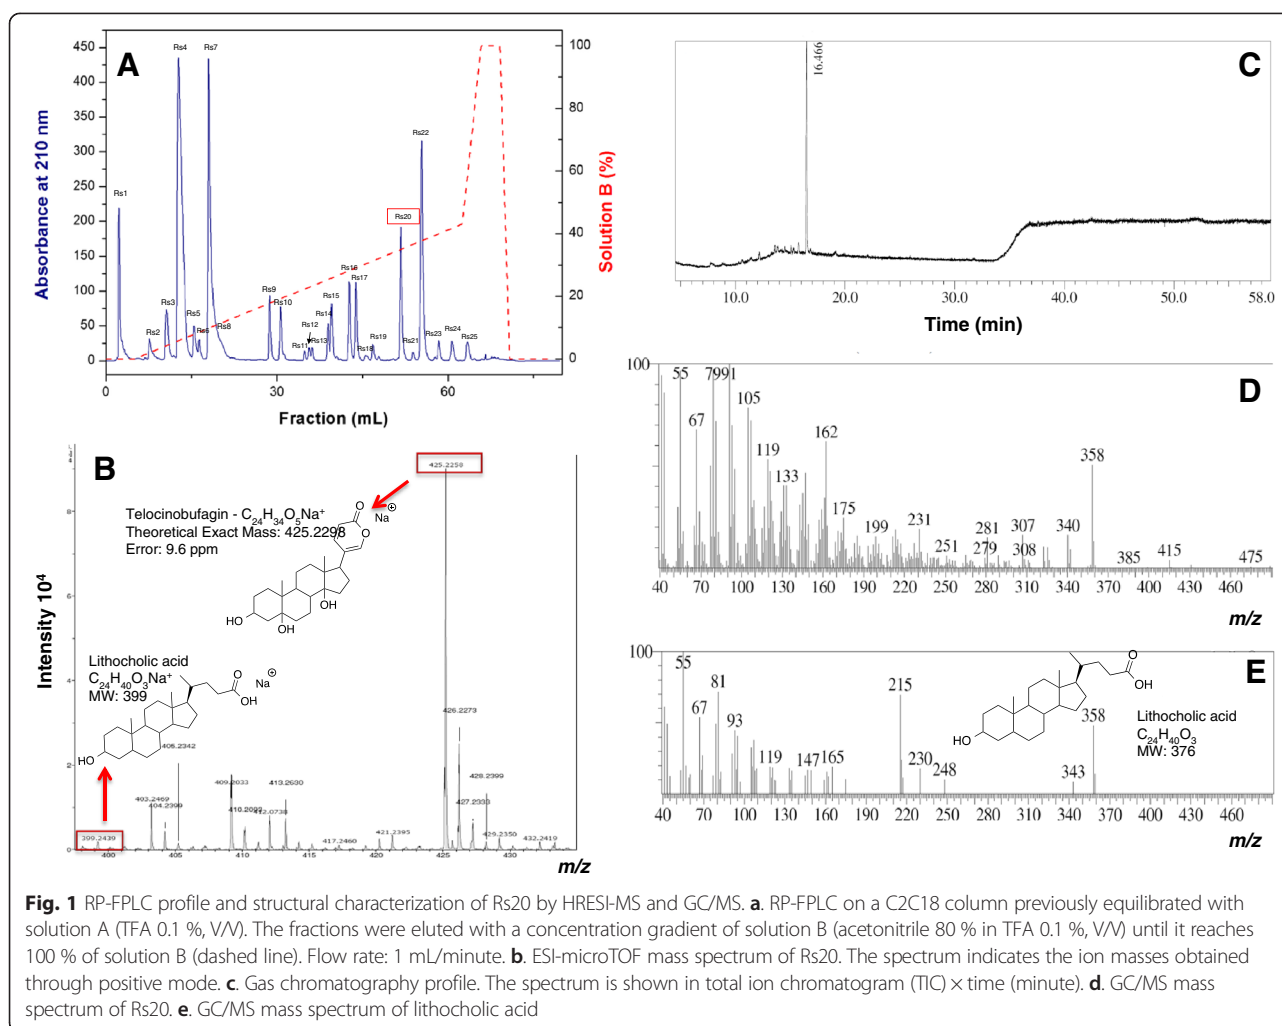 A
Absorbance at 210 nm
450
400
350
300
250
200
150
100
50
0
Rs1
Rs2
Rs3
Rs4
Rs5
Rs6
Rs7
Rs8
Rs9
Rs10
Rs11
Rs12
Rs13
Rs14
Rs15
Rs16
Rs17
Rs18
Rs19
Rs20
Rs21
Rs22
Rs23
Rs24
Rs25
100
80
60
40
20
0
Solution B (%)
0
30
60
Fraction (mL)
B
Intensity 10⁴
8
6
4
2
0
Telocinobufagin - C24H34O5Na+
Theoretical Exact Mass: 425.2298
Error: 9.6 ppm
O
O
Na⊕
HO
OH
OH
Lithocholic acid
C24H40O3Na+
MW: 399
O
OH
Na⊕
HO
399.2439
403.2469
404.2399
406.2342
409.2033
412.0738
413.2630
417.2460
421.2395
425.2258
426.2273
427.2333
428.2399
429.2350
432.2419
400
405
410
415
420
425
430
m/z
C
16.466
10.0
20.0
30.0
40.0
50.0
58.0
Time (min)
D
100
55
67
7991
105
119
133
162
175
199
231
251
281
279
307
308
340
358
385
415
475
40
70
100
130
160
190
220
250
280
310
340
370
400
430
460
490
m/z
E
100
55
67
81
93
119
147
165
215
230
248
343
358
O
OH
HO
Lithocholic acid
C24H40O3
MW: 376
40
70
100
130
160
190
220
250
280
310
340
370
400
430
460
490
m/z
Fig. 1 RP-FPLC profile and structural characterization of Rs20 by HRESI-MS and GC/MS. a. RP-FPLC on a C2C18 column previously equilibrated with
solution A (TFA 0.1 %, V/V). The fractions were eluted with a concentration gradient of solution B (acetonitrile 80 % in TFA 0.1 %, V/V) until it reaches
100 % of solution B (dashed line). Flow rate: 1 mL/minute. b. ESI-microTOF mass spectrum of Rs20. The spectrum indicates the ion masses obtained
through positive mode. c. Gas chromatography profile. The spectrum is shown in total ion chromatogram (TIC) × time (minute). d. GC/MS mass
spectrum of Rs20. e. GC/MS mass spectrum of lithocholic acid